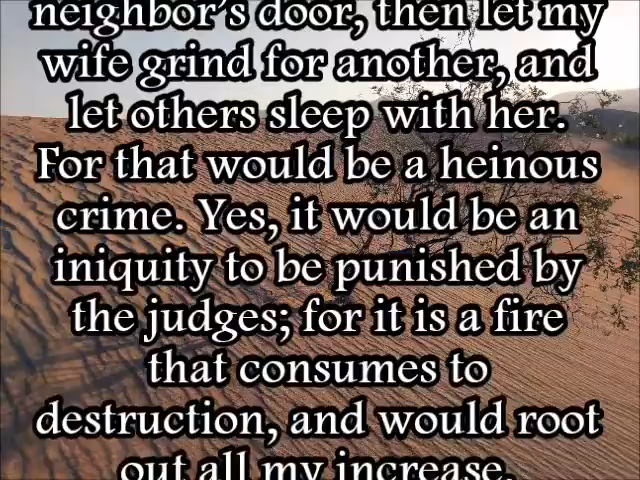 neighbor's door, then let my
wife grind for another, and
let others sleep with her.
For that would be a heinous
crime. Yes, it would be an
iniquity to be punished by
the judges; for it is a fire
that consumes to
destruction, and would root
out all my increase.